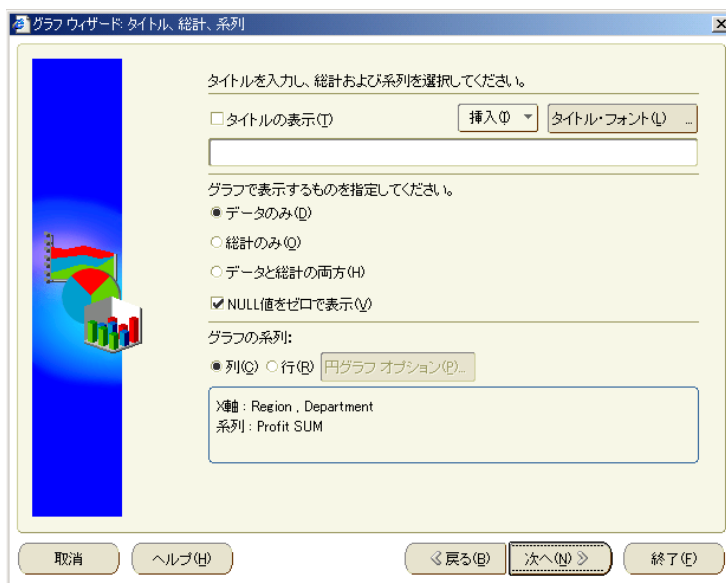 グラフ ウィザード: タイトル、総計、系列
タイトルを入力し、総計および系列を選択してください。
タイトルの表示(T) 挿入(I) タイトル・フォント(L) ...
グラフで表示するものを指定してください。
データのみ(D)
総計のみ(O)
データと総計の両方(H)
NULL値をゼロで表示(V)
グラフの系列:
列(C) 行(R) 円グラフ オプション(P)...
X軸 : Region , Department
系列 : Profit SUM
取消 ヘルプ(H) 戻る(B) 次へ(N) 終了(F)